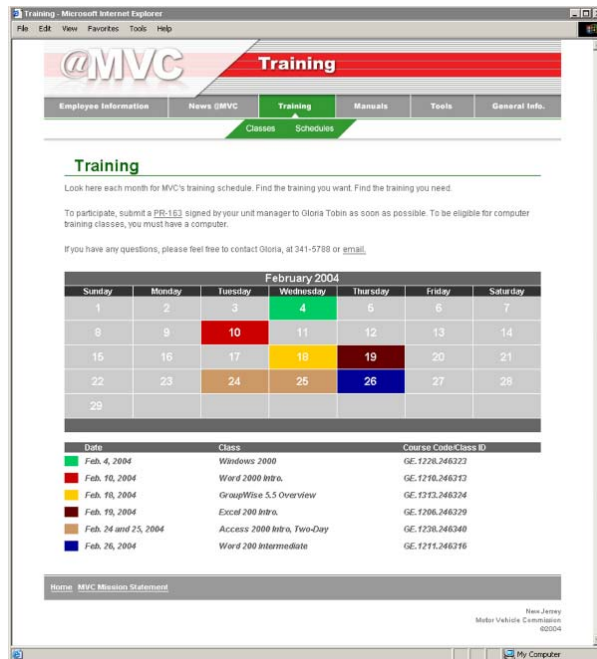 Training - Microsoft Internet Explorer
File Edit View Favorites Tools Help
@MVC Training
Employee Information News @MVC Training Manuals Tools General Info.
Classes Schedules
Training
Look here each month for MVC's training schedule. Find the training you want. Find the training you need.
To participate, submit a PR-163 signed by your unit manager to Gloria Tobin as soon as possible. To be eligible for computer
training classes, you must have a computer.
If you have any questions, please feel free to contact Gloria, at 341-5788 or email.
February 2004
Sunday Monday Tuesday Wednesday Thursday Friday Saturday
1 2 3 4 5 6 7
8 9 10 11 12 13 14
15 16 17 18 19 20 21
22 23 24 25 26 27 28
29
Date Class Course Code/Class ID
Feb. 4, 2004 Windows 2000 GE.1228.246323
Feb. 10, 2004 Word 2000 Intro. GE.1210.246313
Feb. 18, 2004 GroupWise 5.5 Overview GE.1313.246324
Feb. 19, 2004 Excel 200 Intro. GE.1206.246329
Feb. 24 and 25, 2004 Access 2000 Intro, Two-Day GE.1238.246340
Feb. 26, 2004 Word 200 Intermediate GE.1211.246316
Home MVC Mission Statement
New Jersey
Motor Vehicle Commission
©2004
My Computer